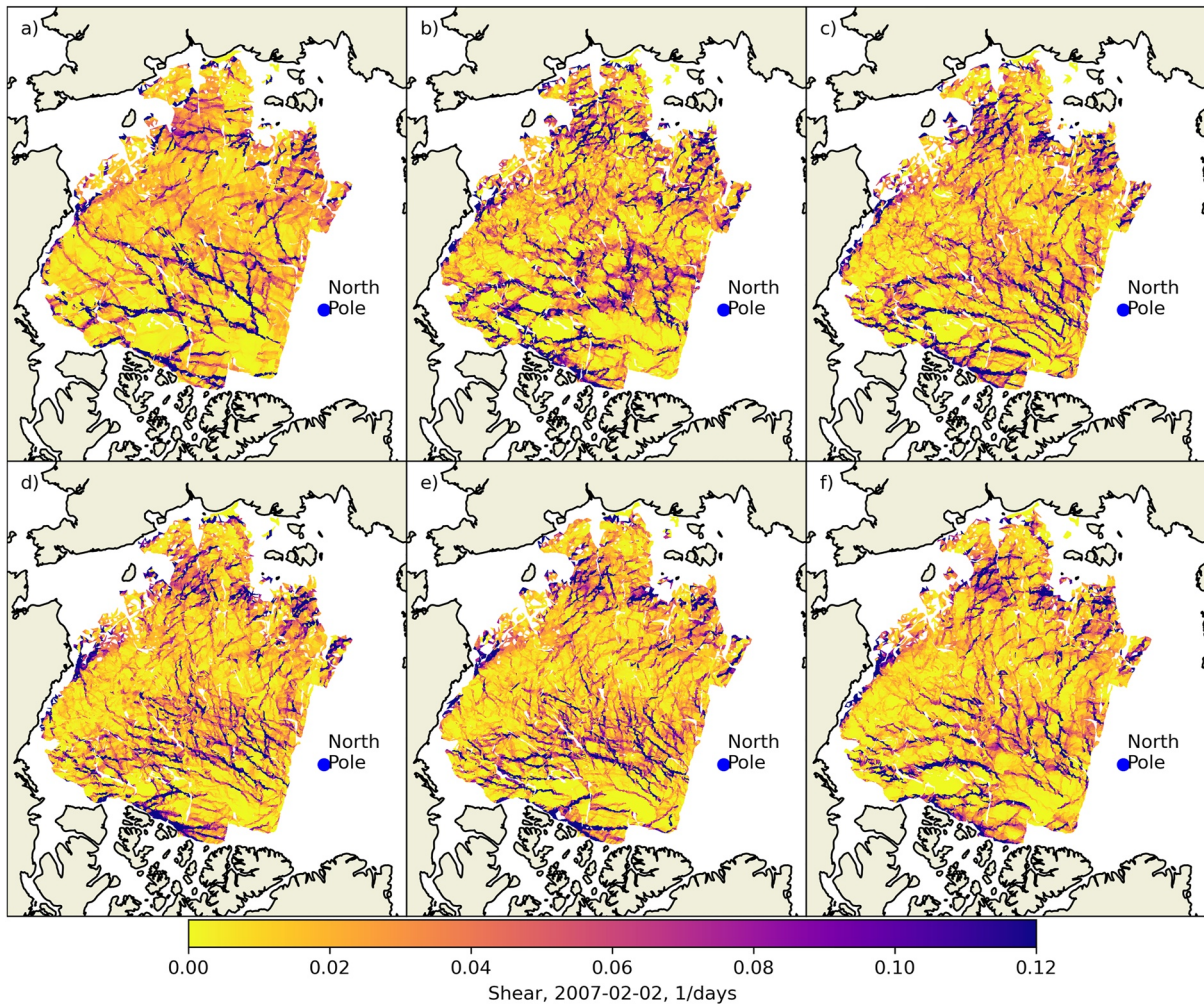 a)
b)
c)
North
Pole
North
Pole
North
Pole
d)
e)
f)
North
Pole
North
Pole
North
Pole
0.00 0.02 0.04 0.06 0.08 0.10 0.12
Shear, 2007-02-02, 1/days